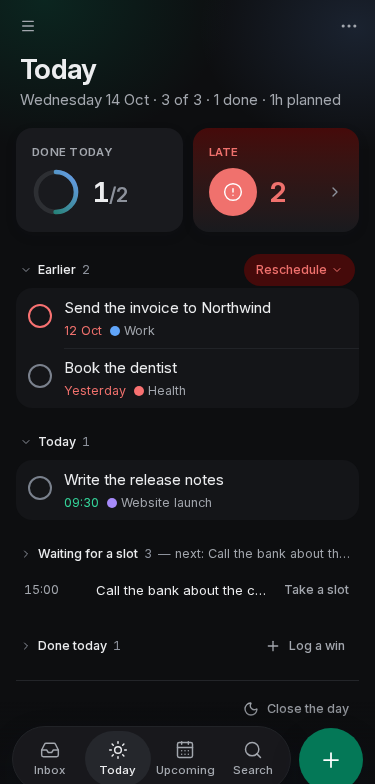 Today
Wednesday 14 Oct · 3 of 3 · 1 done · 1h planned
DONE TODAY
1/2
LATE
2
Earlier 2
Reschedule
Send the invoice to Northwind
12 Oct Work
Book the dentist
Yesterday Health
Today 1
Write the release notes
09:30 Website launch
Waiting for a slot 3 — next: Call the bank about th…
15:00 Call the bank about the c… Take a slot
Done today 1
Log a win
Close the day
Inbox Today Upcoming Search